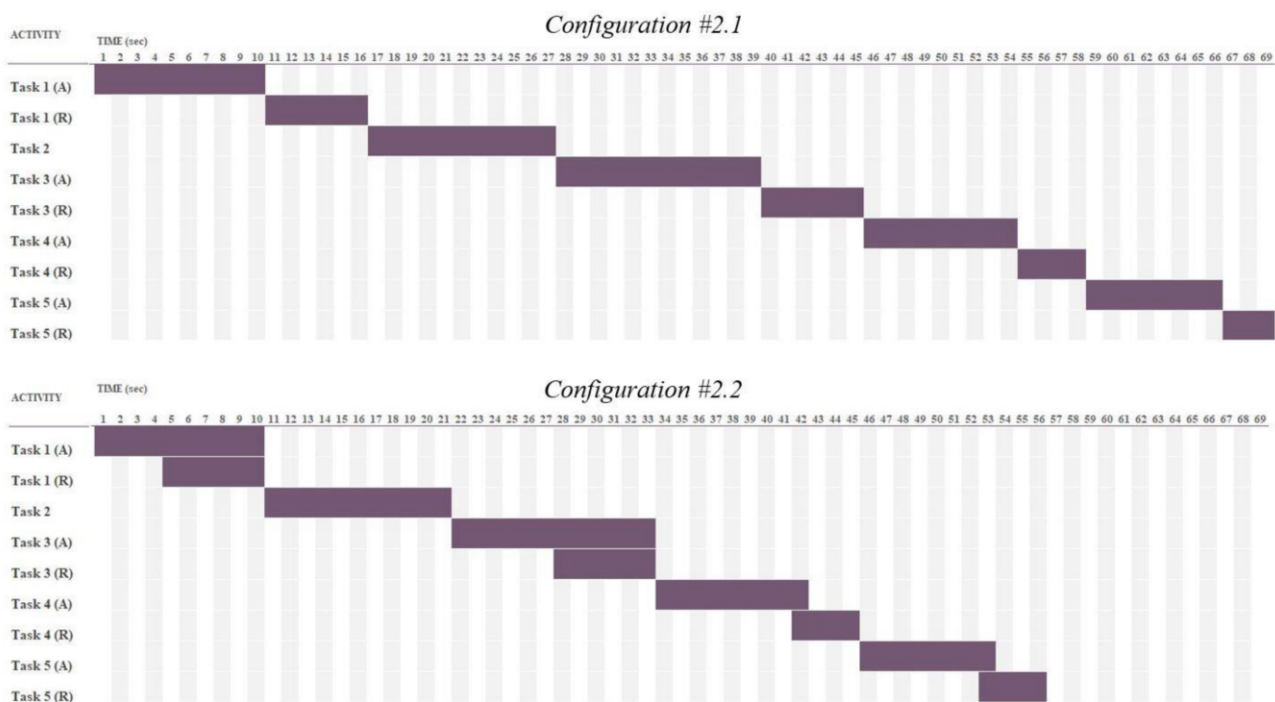 Configuration #2.1
ACTIVITY
TIME (sec)
1 2 3 4 5 6 7 8 9 10 11 12 13 14 15 16 17 18 19 20 21 22 23 24 25 26 27 28 29 30 31 32 33 34 35 36 37 38 39 40 41 42 43 44 45 46 47 48 49 50 51 52 53 54 55 56 57 58 59 60 61 62 63 64 65 66 67 68 69
Task 1 (A)
Task 1 (R)
Task 2
Task 3 (A)
Task 3 (R)
Task 4 (A)
Task 4 (R)
Task 5 (A)
Task 5 (R)
Configuration #2.2
ACTIVITY
TIME (sec)
1 2 3 4 5 6 7 8 9 10 11 12 13 14 15 16 17 18 19 20 21 22 23 24 25 26 27 28 29 30 31 32 33 34 35 36 37 38 39 40 41 42 43 44 45 46 47 48 49 50 51 52 53 54 55 56 57 58 59 60 61 62 63 64 65 66 67 68 69
Task 1 (A)
Task 1 (R)
Task 2
Task 3 (A)
Task 3 (R)
Task 4 (A)
Task 4 (R)
Task 5 (A)
Task 5 (R)